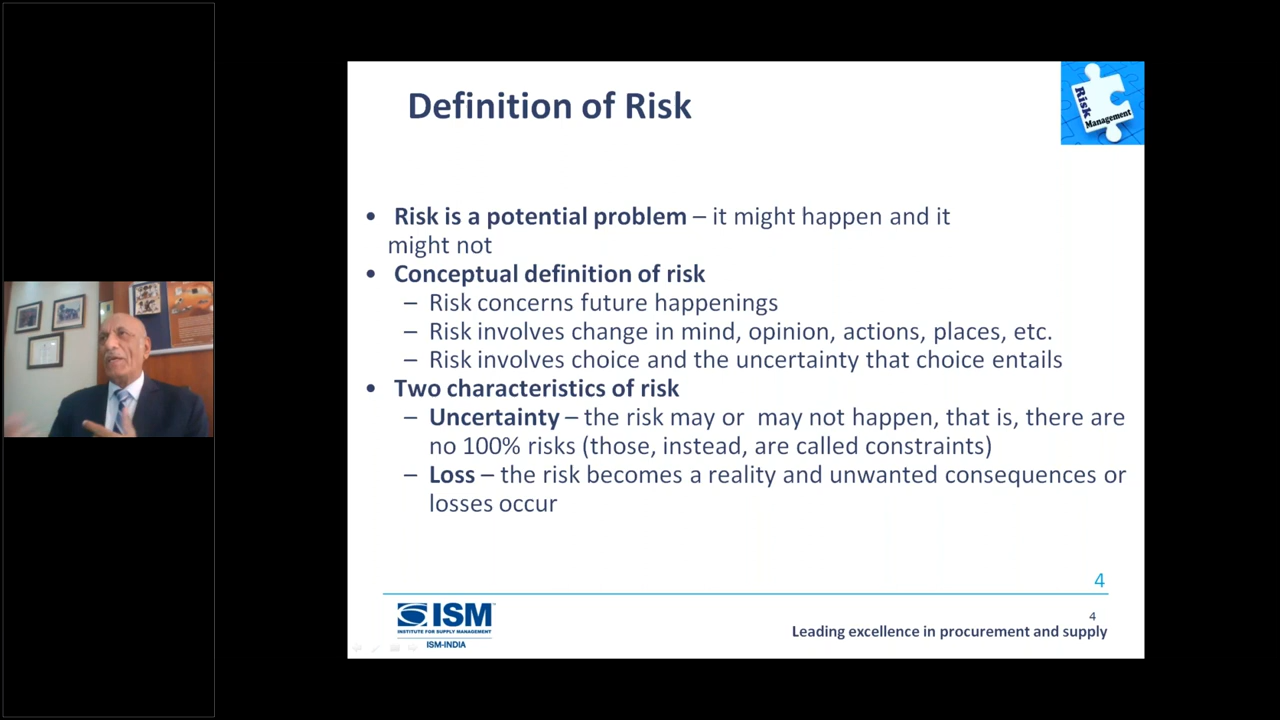 Definition of Risk
Risk
Management
• Risk is a potential problem – it might happen and it
might not
• Conceptual definition of risk
– Risk concerns future happenings
– Risk involves change in mind, opinion, actions, places, etc.
– Risk involves choice and the uncertainty that choice entails
• Two characteristics of risk
– Uncertainty – the risk may or  may not happen, that is, there are
no 100% risks (those, instead, are called constraints)
– Loss – the risk becomes a reality and unwanted consequences or
losses occur
4
ISM
INSTITUTE FOR SUPPLY MANAGEMENT
ISM-INDIA
4
Leading excellence in procurement and supply